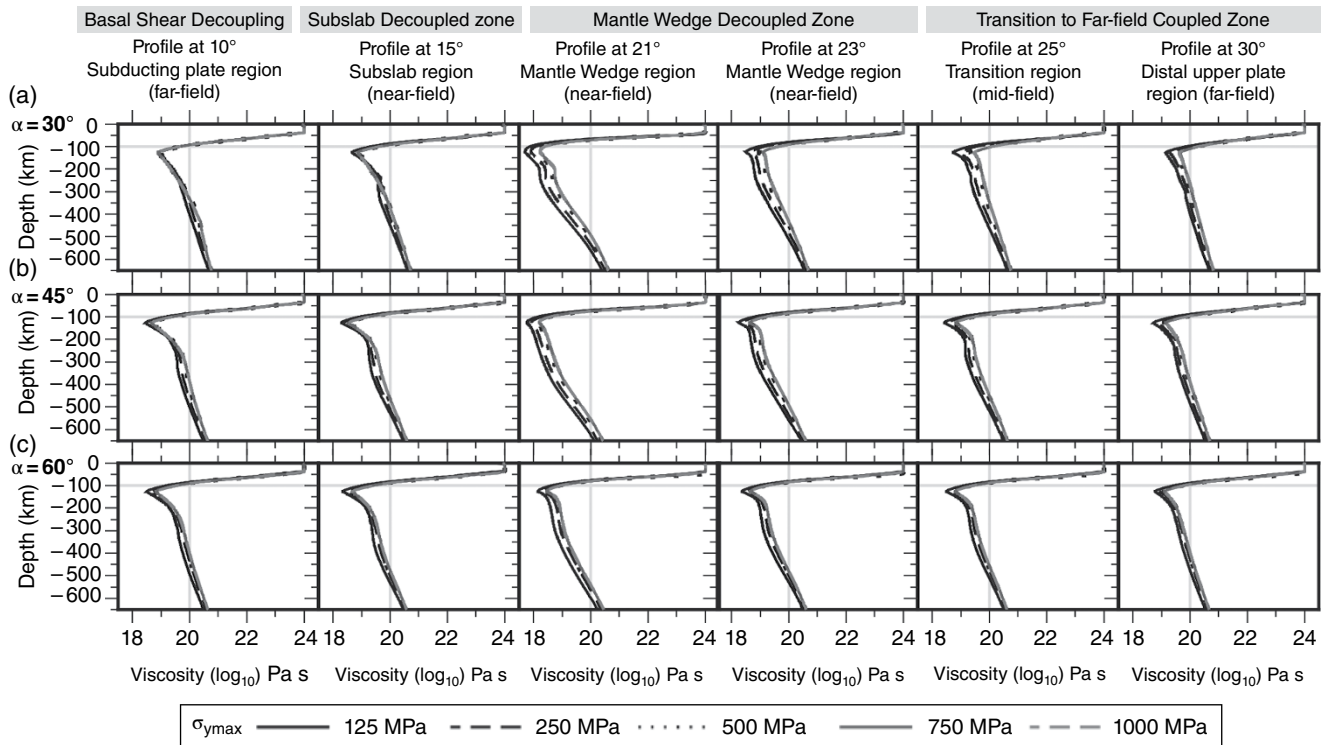 Basal Shear Decoupling
Subslab Decoupled zone
Mantle Wedge Decoupled Zone
Transition to Far-field Coupled Zone
Profile at 10°
Subducting plate region
(far-field)
Profile at 15°
Subslab region
(near-field)
Profile at 21°
Mantle Wedge region
(near-field)
Profile at 23°
Mantle Wedge region
(near-field)
Profile at 25°
Transition region
(mid-field)
Profile at 30°
Distal upper plate
region (far-field)
(a)
α = 30°
Depth (km)
0
−100
−200
−300
−400
−500
−600
(b)
α = 45°
Depth (km)
0
−100
−200
−300
−400
−500
−600
(c)
α = 60°
Depth (km)
0
−100
−200
−300
−400
−500
−600
18 20 22 24
18 20 22 24
18 20 22 24
18 20 22 24
18 20 22 24
18 20 22 24
Viscosity (log10) Pa s
Viscosity (log10) Pa s
Viscosity (log10) Pa s
Viscosity (log10) Pa s
Viscosity (log10) Pa s
Viscosity (log10) Pa s
σymax 125 MPa 250 MPa 500 MPa 750 MPa 1000 MPa